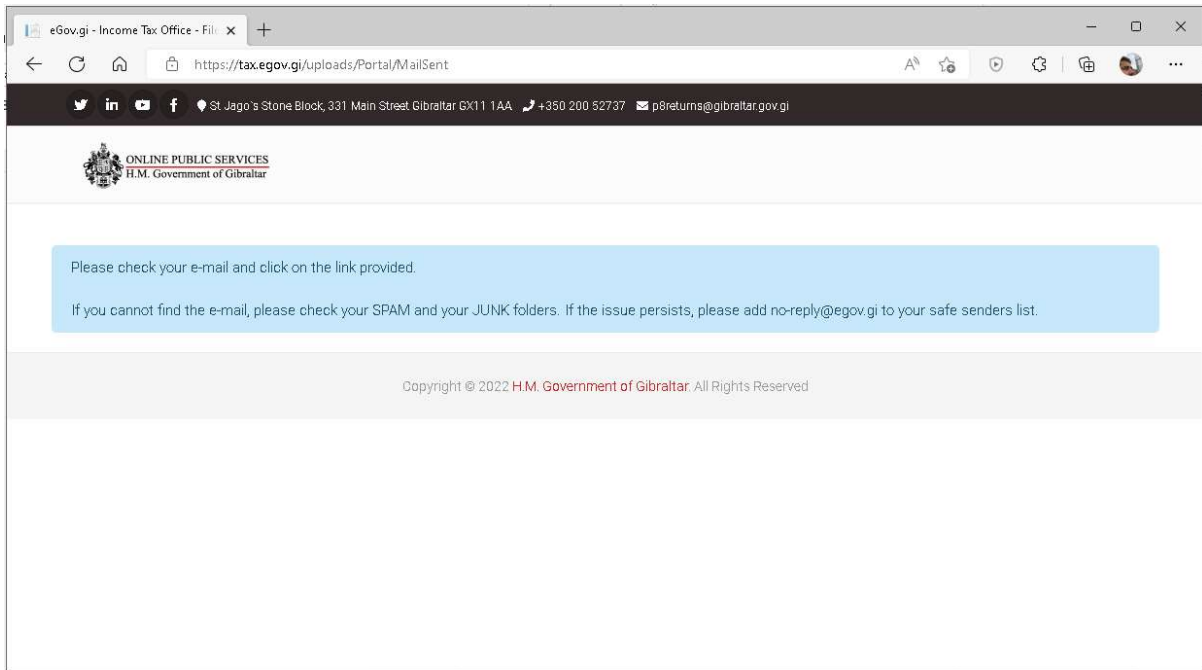 eGov.gi - Income Tax Office - Fil
https://tax.egov.gi/uploads/Portal/MailSent
St Jago's Stone Block, 331 Main Street Gibraltar GX11 1AA +350 200 52737 p8returns@gibraltar.gov.gi
ONLINE PUBLIC SERVICES
H.M. Government of Gibraltar
Please check your e-mail and click on the link provided.
If you cannot find the e-mail, please check your SPAM and your JUNK folders. If the issue persists, please add no-reply@egov.gi to your safe senders list.
Copyright © 2022 H.M. Government of Gibraltar. All Rights Reserved